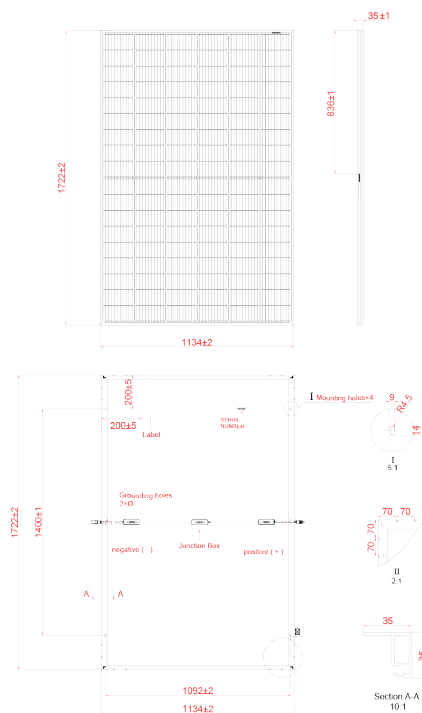 35±1
836±1
1722±2
1134±2
200±5
200±5
Label
SERIAL
NUMBER
I Mounting holes×4
9
R4.5
14
I
5:1
1722±2
1400±1
Grounding holes
negative ( - )
Junction Box
positive ( + )
70 70
70
70
II
2:1
A
A
35
Section A-A
10:1
1092±2
1134±2